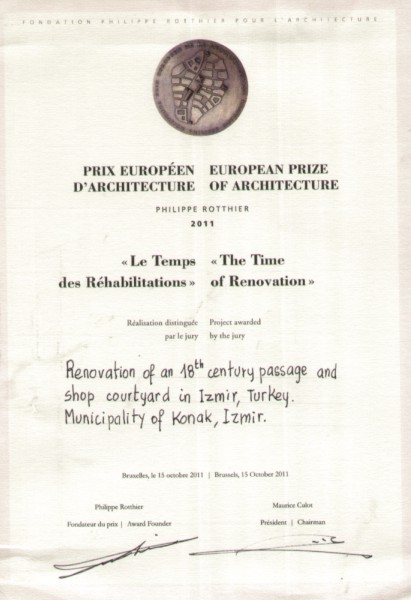 FONDATION PHILIPPE ROTTHIER POUR L'ARCHITECTURE
PRIX EUROPÉEN EUROPEAN PRIZE
D'ARCHITECTURE OF ARCHITECTURE
PHILIPPE ROTTHIER
2011
« Le Temps « The Time
des Réhabilitations » of Renovation »
Réalisation distinguée Project awarded
par le jury by the jury
Renovation of an 18th century passage and
shop courtyard in Izmir, Turkey.
Municipality of Konak, Izmir.
Bruxelles, le 15 octobre 2011 | Brussels, 15 October 2011
Philippe Rotthier Maurice Culot
Fondateur du prix | Award Founder Président | Chairman